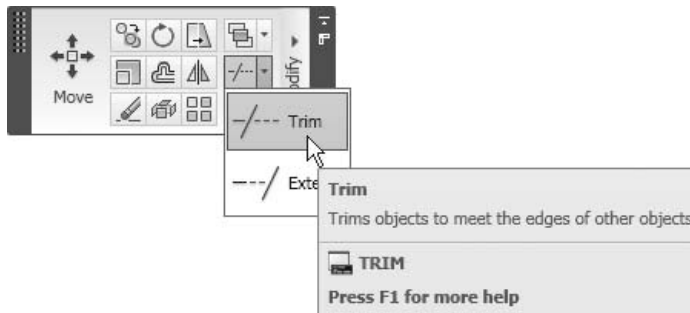 Move
odify
Trim
Exte
Trim
Trims objects to meet the edges of other objects
TRIM
Press F1 for more help